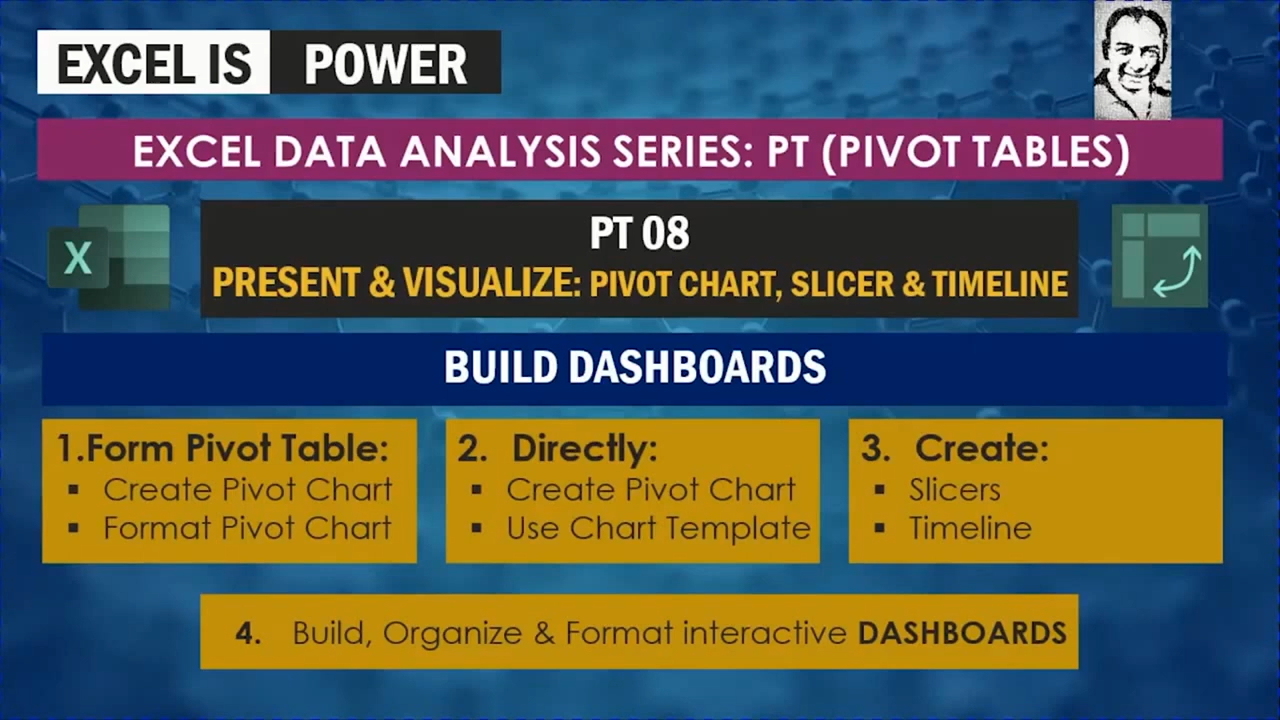 EXCEL IS POWER
EXCEL DATA ANALYSIS SERIES: PT (PIVOT TABLES)
X
PT 08
PRESENT & VISUALIZE: PIVOT CHART, SLICER & TIMELINE
BUILD DASHBOARDS
1.Form Pivot Table:
▪ Create Pivot Chart
▪ Format Pivot Chart
2. Directly:
▪ Create Pivot Chart
▪ Use Chart Template
3. Create:
▪ Slicers
▪ Timeline
4. Build, Organize & Format interactive DASHBOARDS